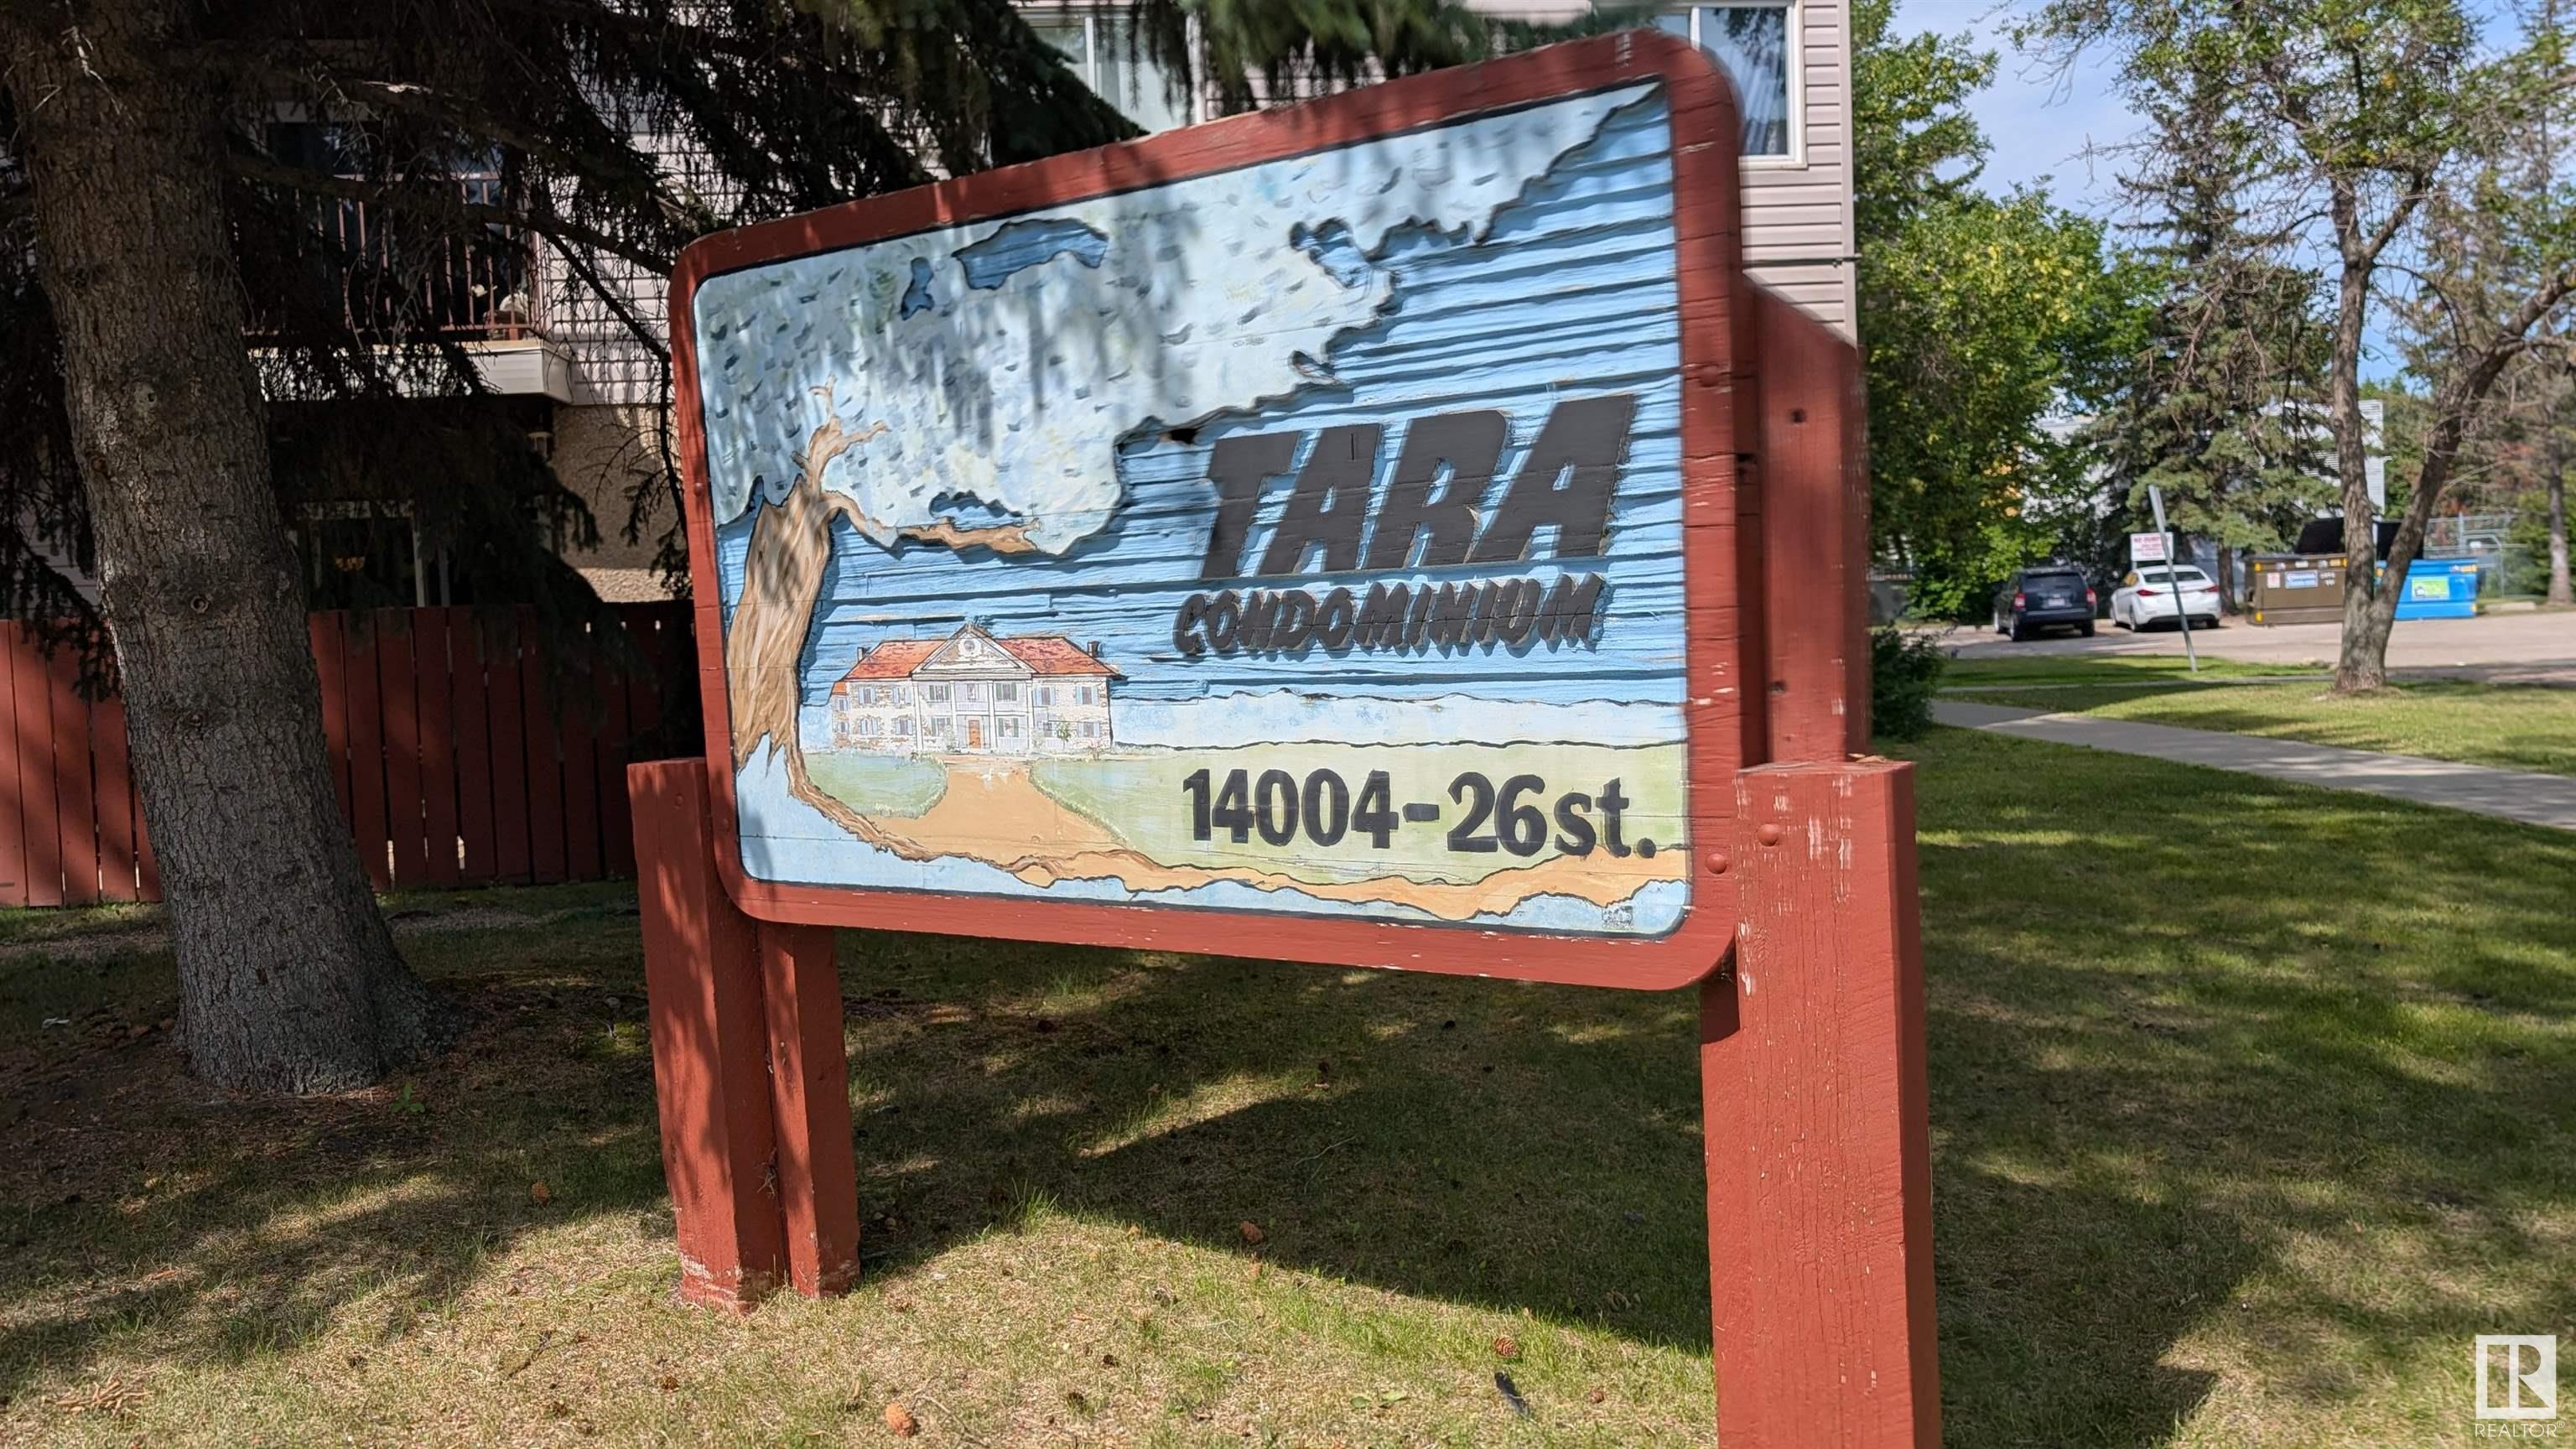 TARA
CONDOMINIUM
14004-26st.
REALTOR®